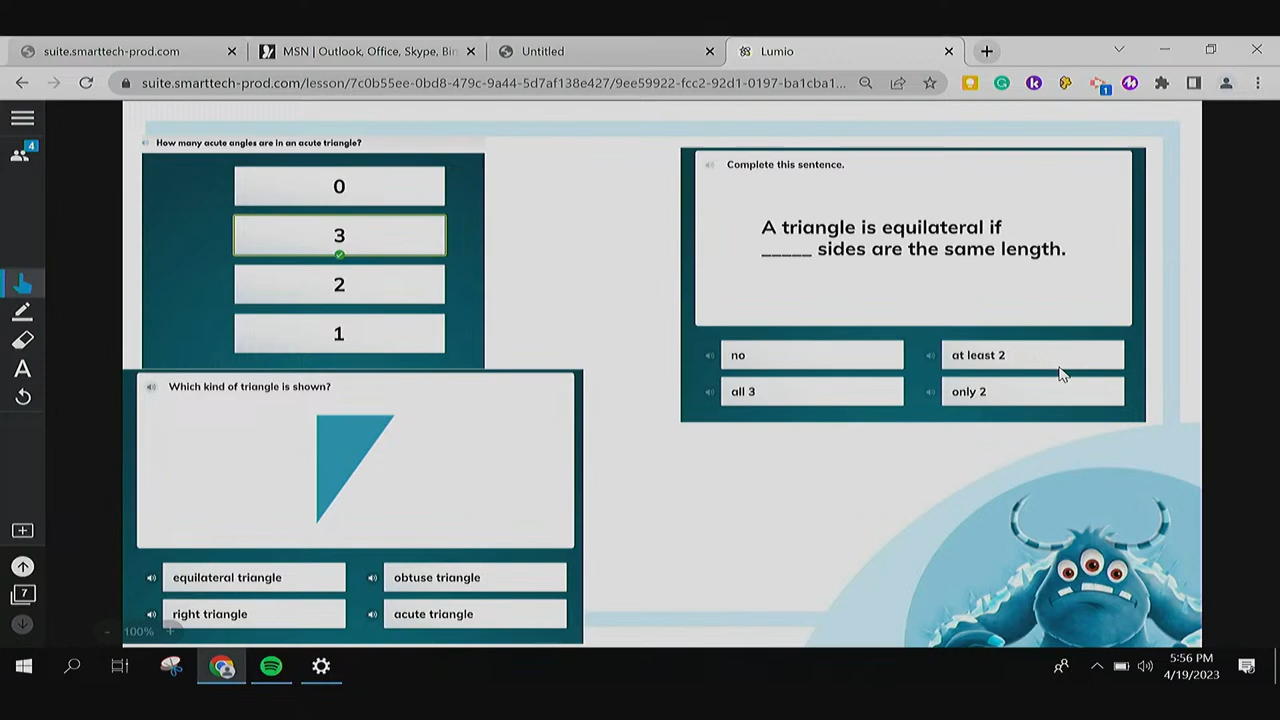 suite.smarttech-prod.com
MSN | Outlook, Office, Skype, Bin
Untitled
Lumio
suite.smarttech-prod.com/lesson/7c0b55ee-0bd8-479c-9a44-5d7af138e427/9ee59922-fcc2-92d1-0197-ba1cba1...
1
4
How many acute angles are in an acute triangle?
0
3
2
1
Complete this sentence.
A triangle is equilateral if
_____ sides are the same length.
no
at least 2
all 3
only 2
Which kind of triangle is shown?
equilateral triangle
obtuse triangle
right triangle
acute triangle
A
7
- 100% +
5:56 PM
4/19/2023